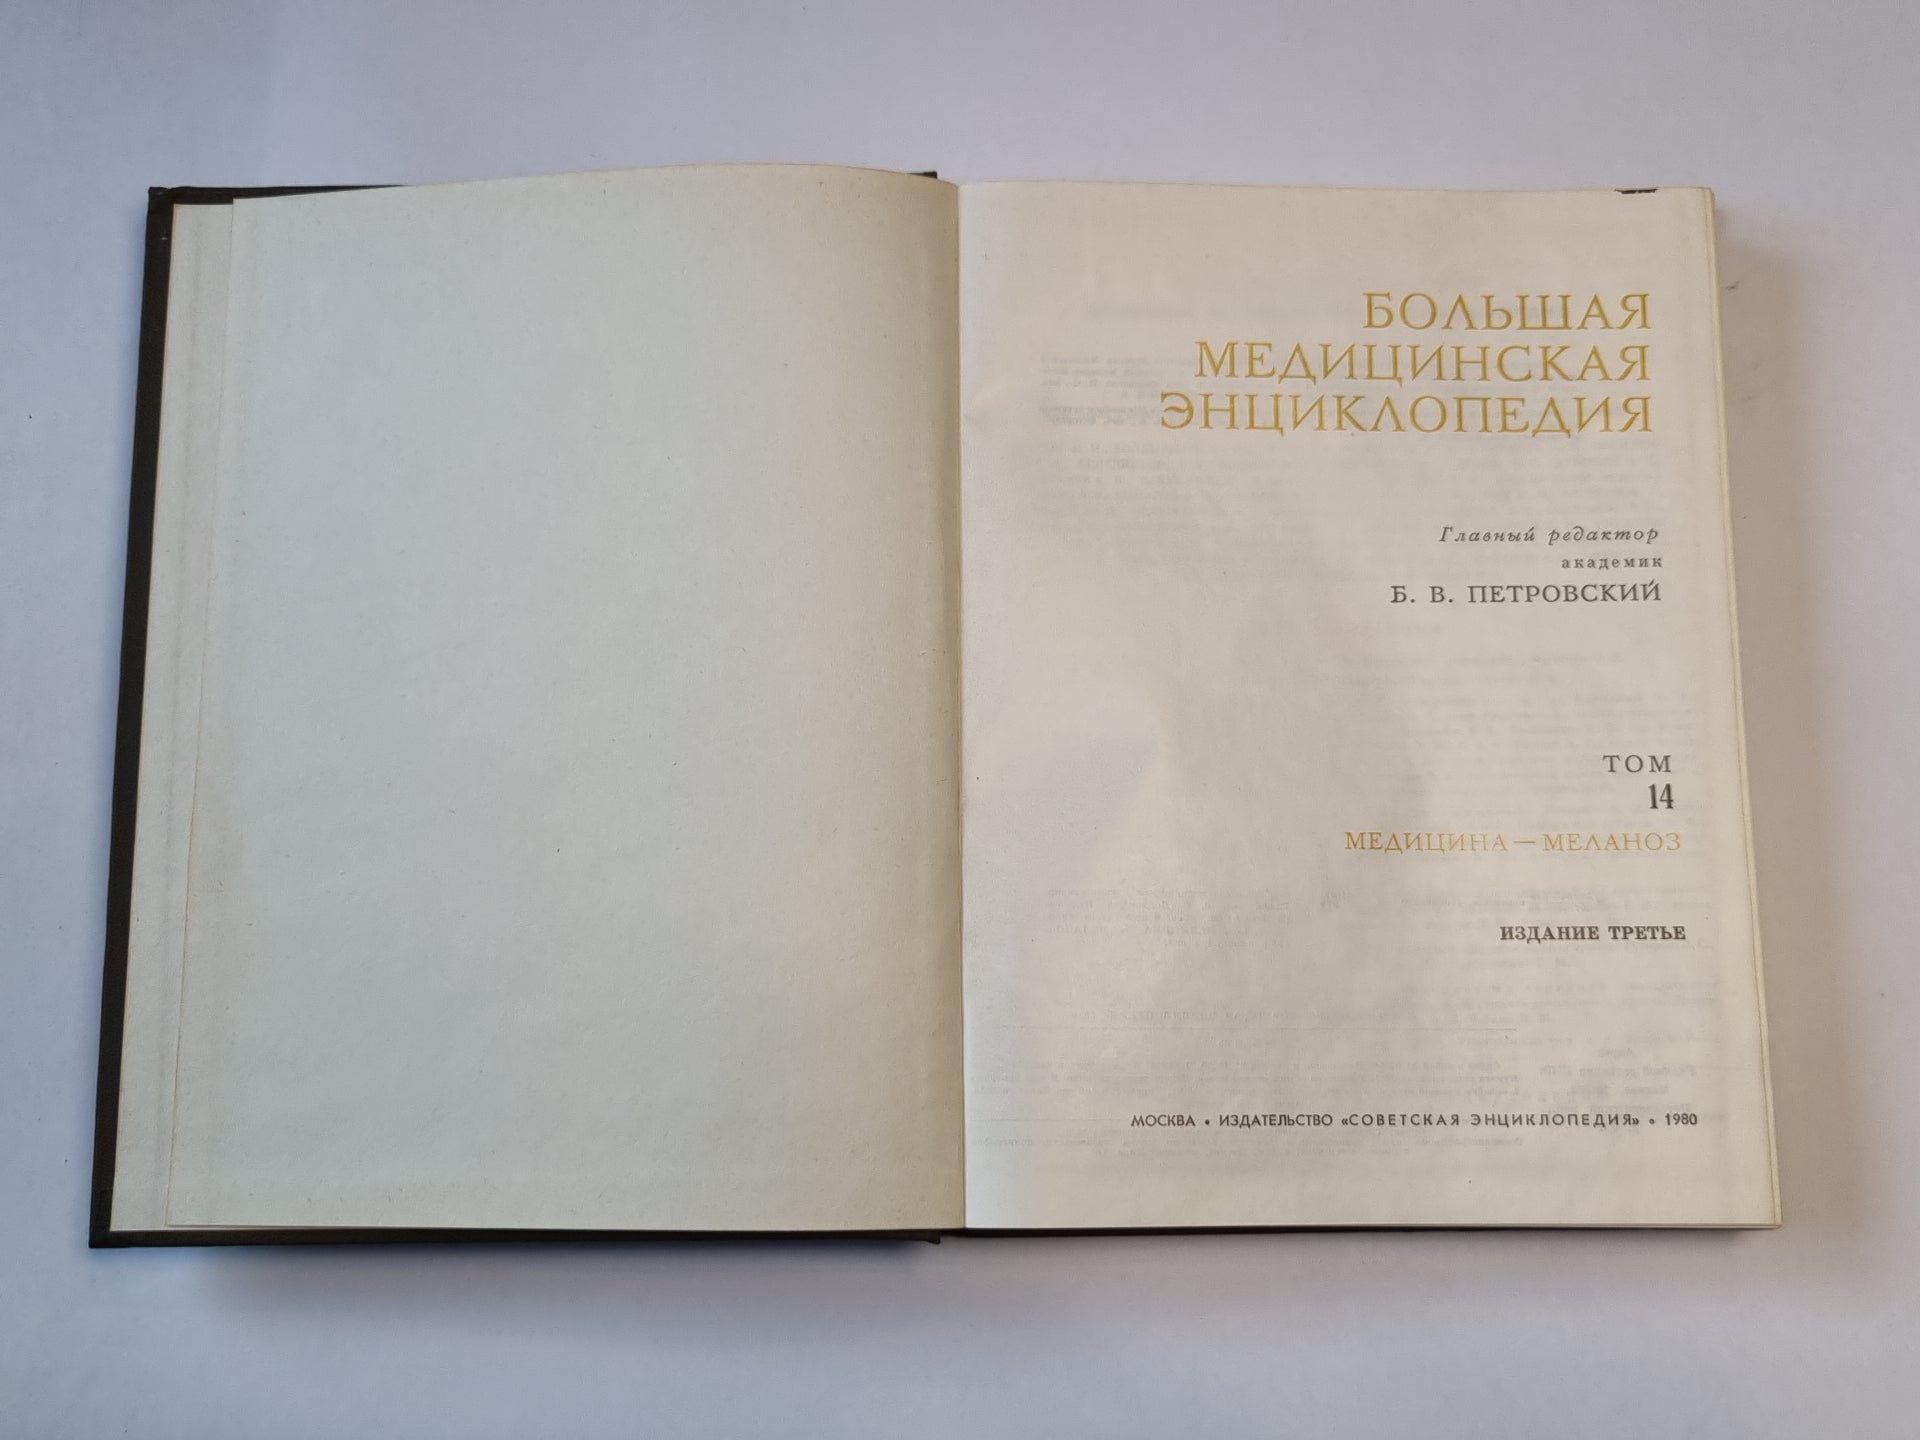 БОЛЬШАЯ
МЕДИЦИНСКАЯ
ЭНЦИКЛОПЕДИЯ
Главный редактор
академик
Б. В. ПЕТРОВСКИЙ
ТОМ
14
МЕДИЦИНА — МЕЛАНОЗ
ИЗДАНИЕ ТРЕТЬЕ
МОСКВА • ИЗДАТЕЛЬСТВО «СОВЕТСКАЯ ЭНЦИКЛОПЕДИЯ» • 1980